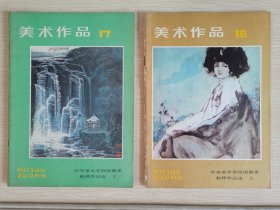 美术作品 17
MEISHU
ZUOPIN
中央美术学院国画系
教师作品选 下
美术作品 16
MEISHU
ZUOPIN
中央美术学院国画系
教师作品选 上